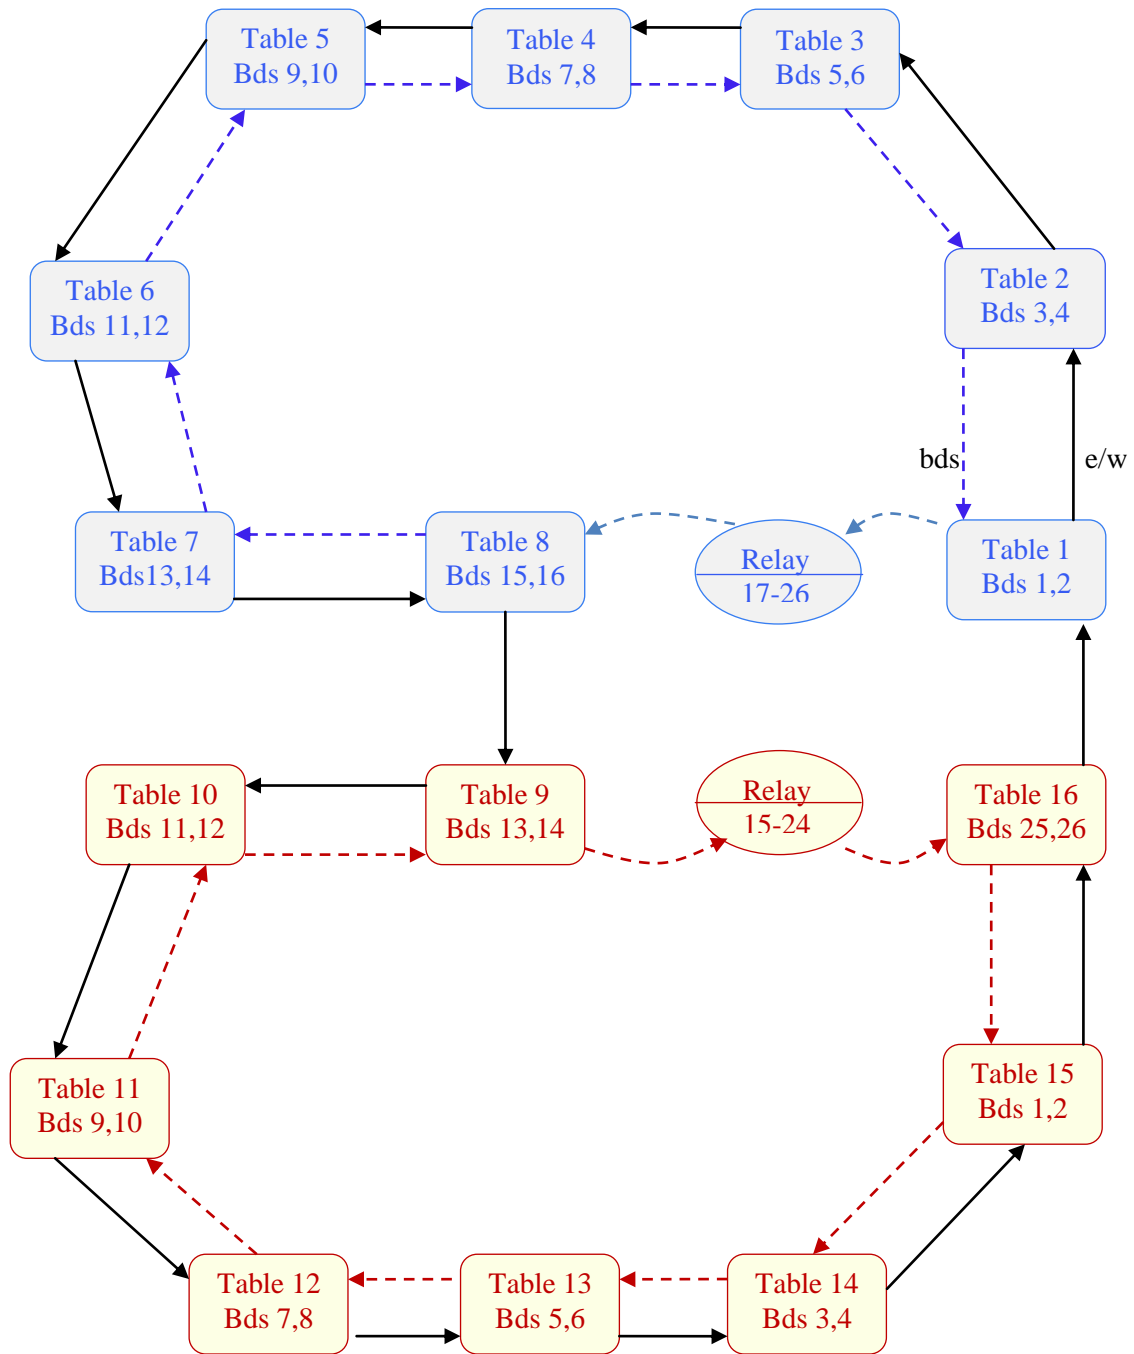 Table 5
Bds 9,10
Table 4
Bds 7,8
Table 3
Bds 5,6
Table 6
Bds 11,12
Table 2
Bds 3,4
bds
e/w
Table 7
Bds13,14
Table 8
Bds 15,16
Relay
17-26
Table 1
Bds 1,2
Table 10
Bds 11,12
Table 9
Bds 13,14
Relay
15-24
Table 16
Bds 25,26
Table 11
Bds 9,10
Table 15
Bds 1,2
Table 12
Bds 7,8
Table 13
Bds 5,6
Table 14
Bds 3,4